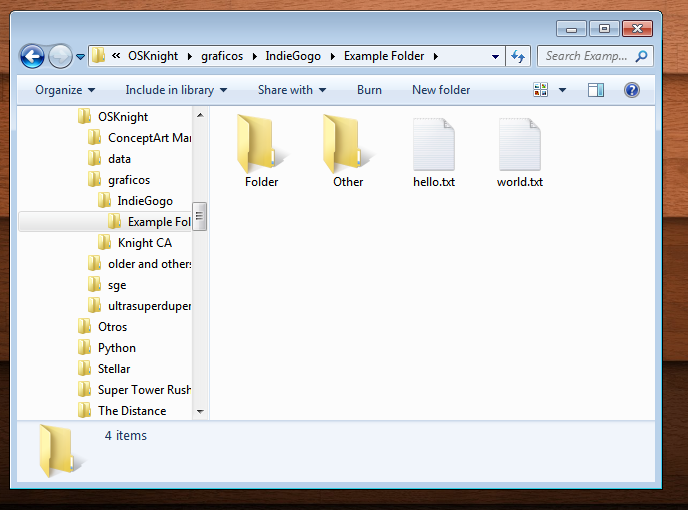 « OSKnight ▸ graficos ▸ IndieGogo ▸ Example Folder ▸
Search Examp...
Organize ▾ Include in library ▾ Share with ▾ Burn New folder
OSKnight
ConceptArt Mar
data
graficos
IndieGogo
Example Fol
Knight CA
older and others
sge
ultrasuperduper
Otros
Python
Stellar
Super Tower Rush
The Distance
Folder Other hello.txt world.txt
4 items